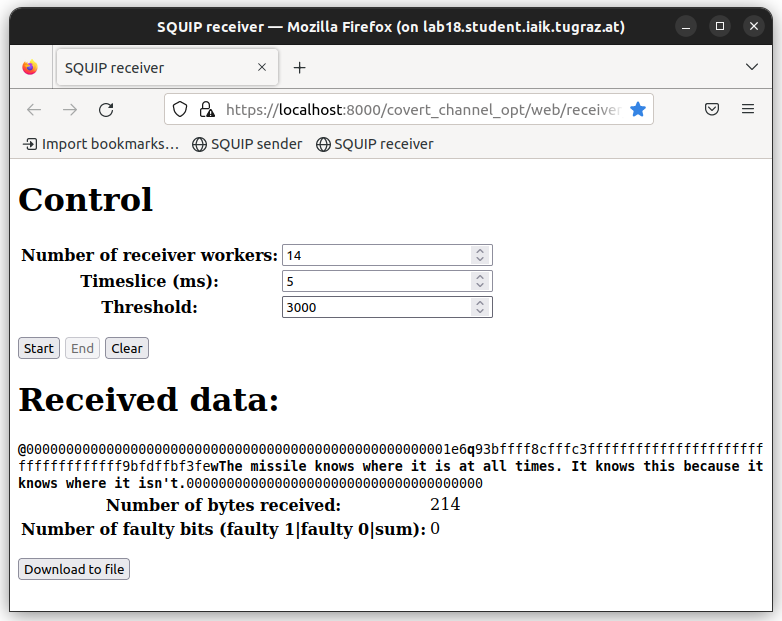 SQUIP receiver — Mozilla Firefox (on lab18.student.iaik.tugraz.at)
SQUIP receiver
https://localhost:8000/covert_channel_opt/web/receiver
Import bookmarks…
SQUIP sender
SQUIP receiver
Control
Number of receiver workers: 14
Timeslice (ms): 5
Threshold: 3000
Start End Clear
Received data:
@0000000000000000000000000000000000000000000000000001e6q93bffff8cfffc3ffffffffffffffffffffff
fffffffffffff9bfdffbf3fewThe missile knows where it is at all times. It knows this because it
knows where it isn't.000000000000000000000000000000000000
Number of bytes received: 214
Number of faulty bits (faulty 1|faulty 0|sum): 0
Download to file